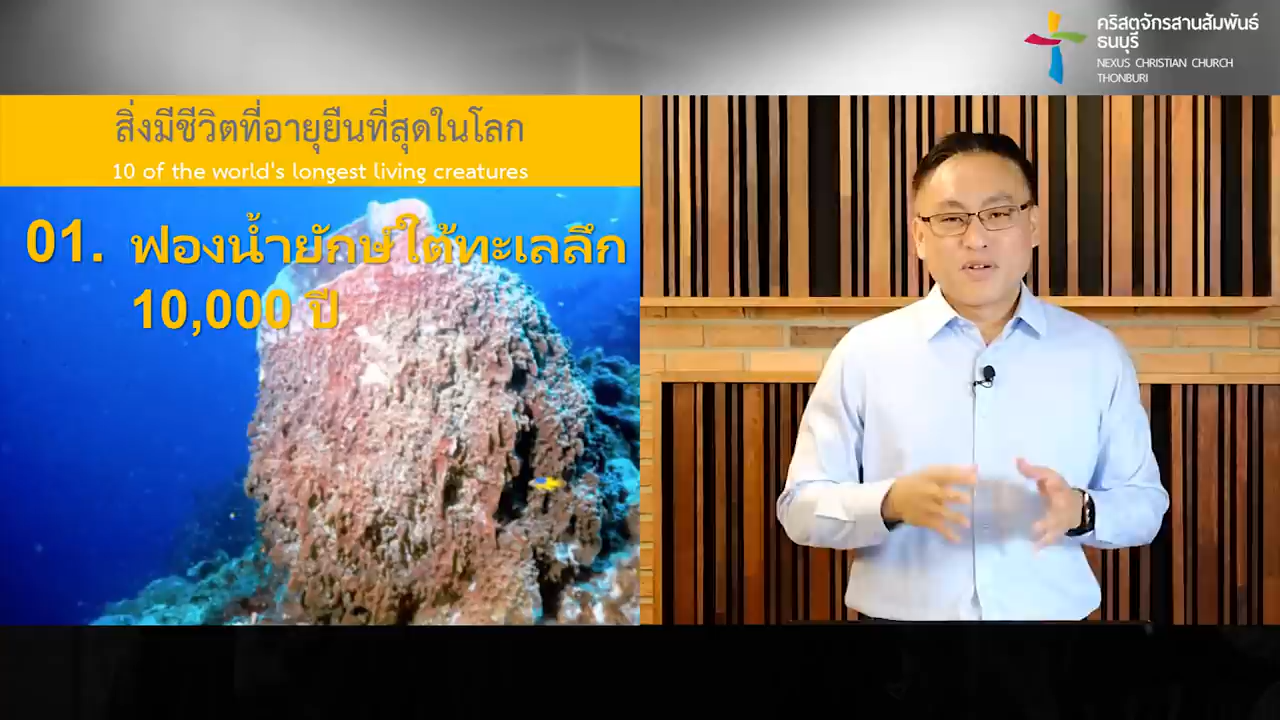 คริสตจักรสานสัมพันธ์
ธนบุรี
NEXUS CHRISTIAN CHURCH
THONBURI
สิ่งมีชีวิตที่อายุยืนที่สุดในโลก
10 of the world's longest living creatures
01. ฟองน้ำยักษ์ใต้ทะเลลึก
10,000 ปี